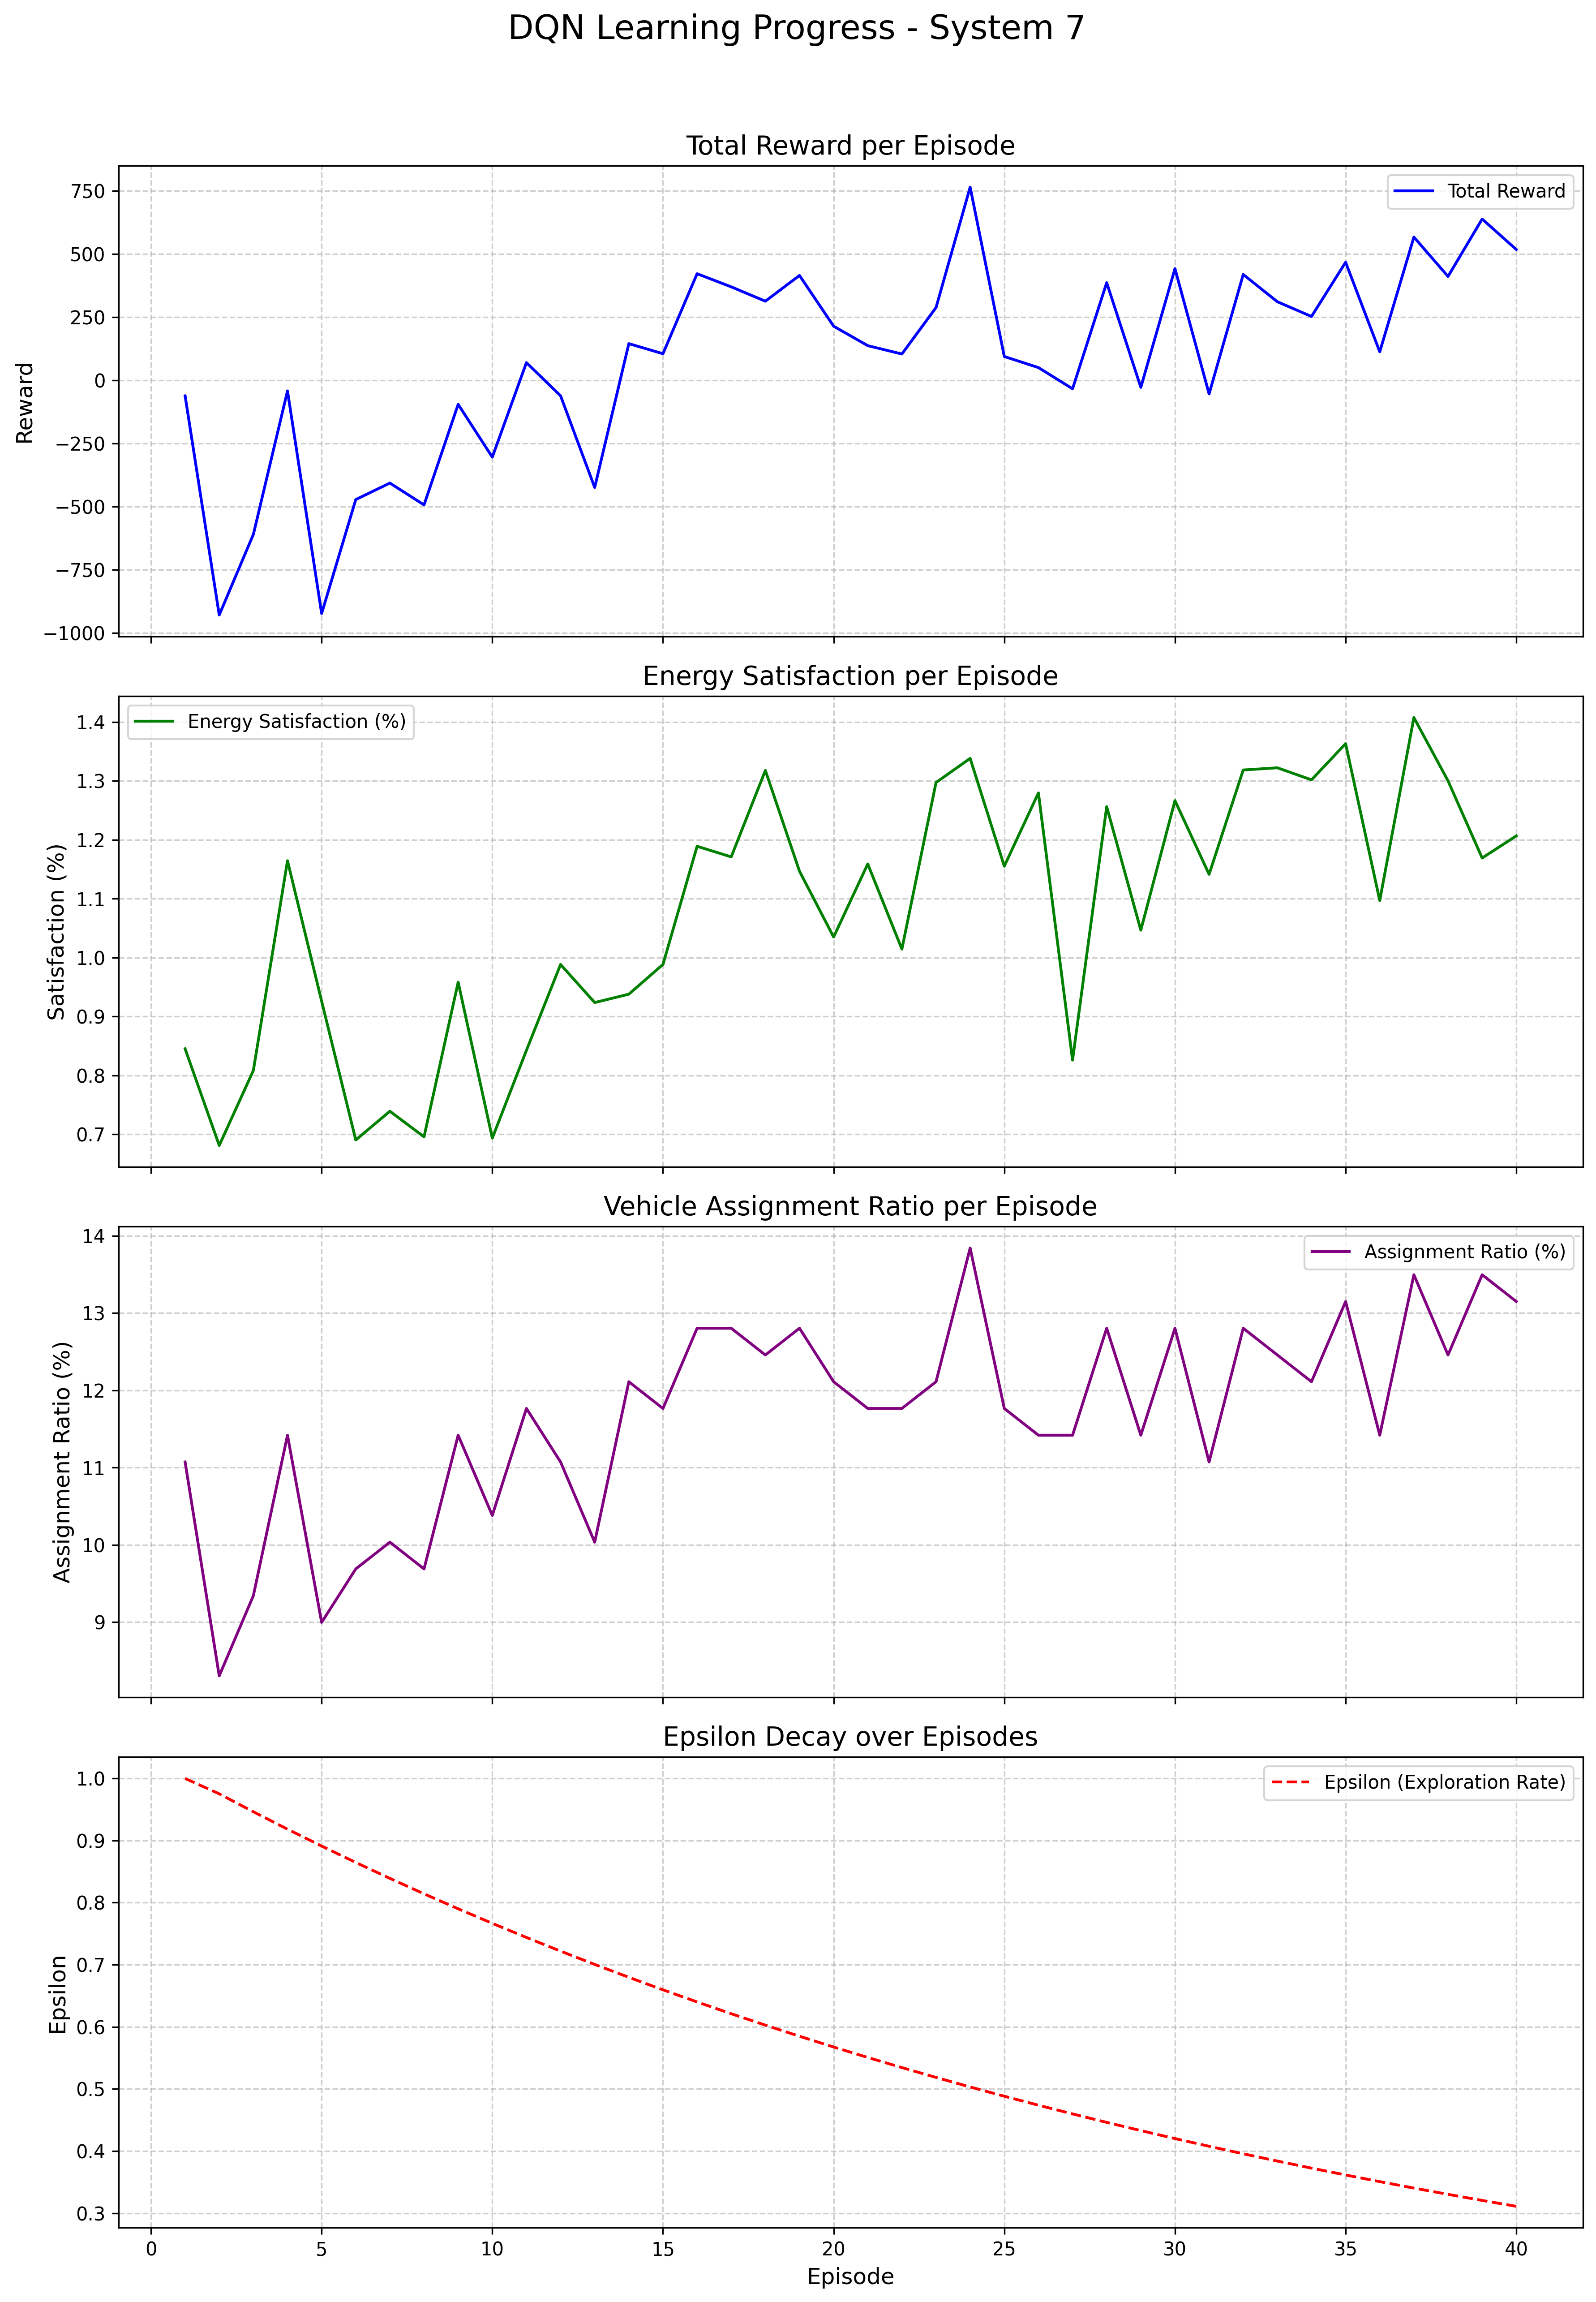 DQN Learning Progress - System 7
Total Reward per Episode
750
500
250
0
−250
−500
−750
−1000
Reward
Total Reward
Energy Satisfaction per Episode
1.4
1.3
1.2
1.1
1.0
0.9
0.8
0.7
Satisfaction (%)
Energy Satisfaction (%)
Vehicle Assignment Ratio per Episode
14
13
12
11
10
9
Assignment Ratio (%)
Assignment Ratio (%)
Epsilon Decay over Episodes
1.0
0.9
0.8
0.7
0.6
0.5
0.4
0.3
Epsilon
Epsilon (Exploration Rate)
0 5 10 15 20 25 30 35 40
Episode